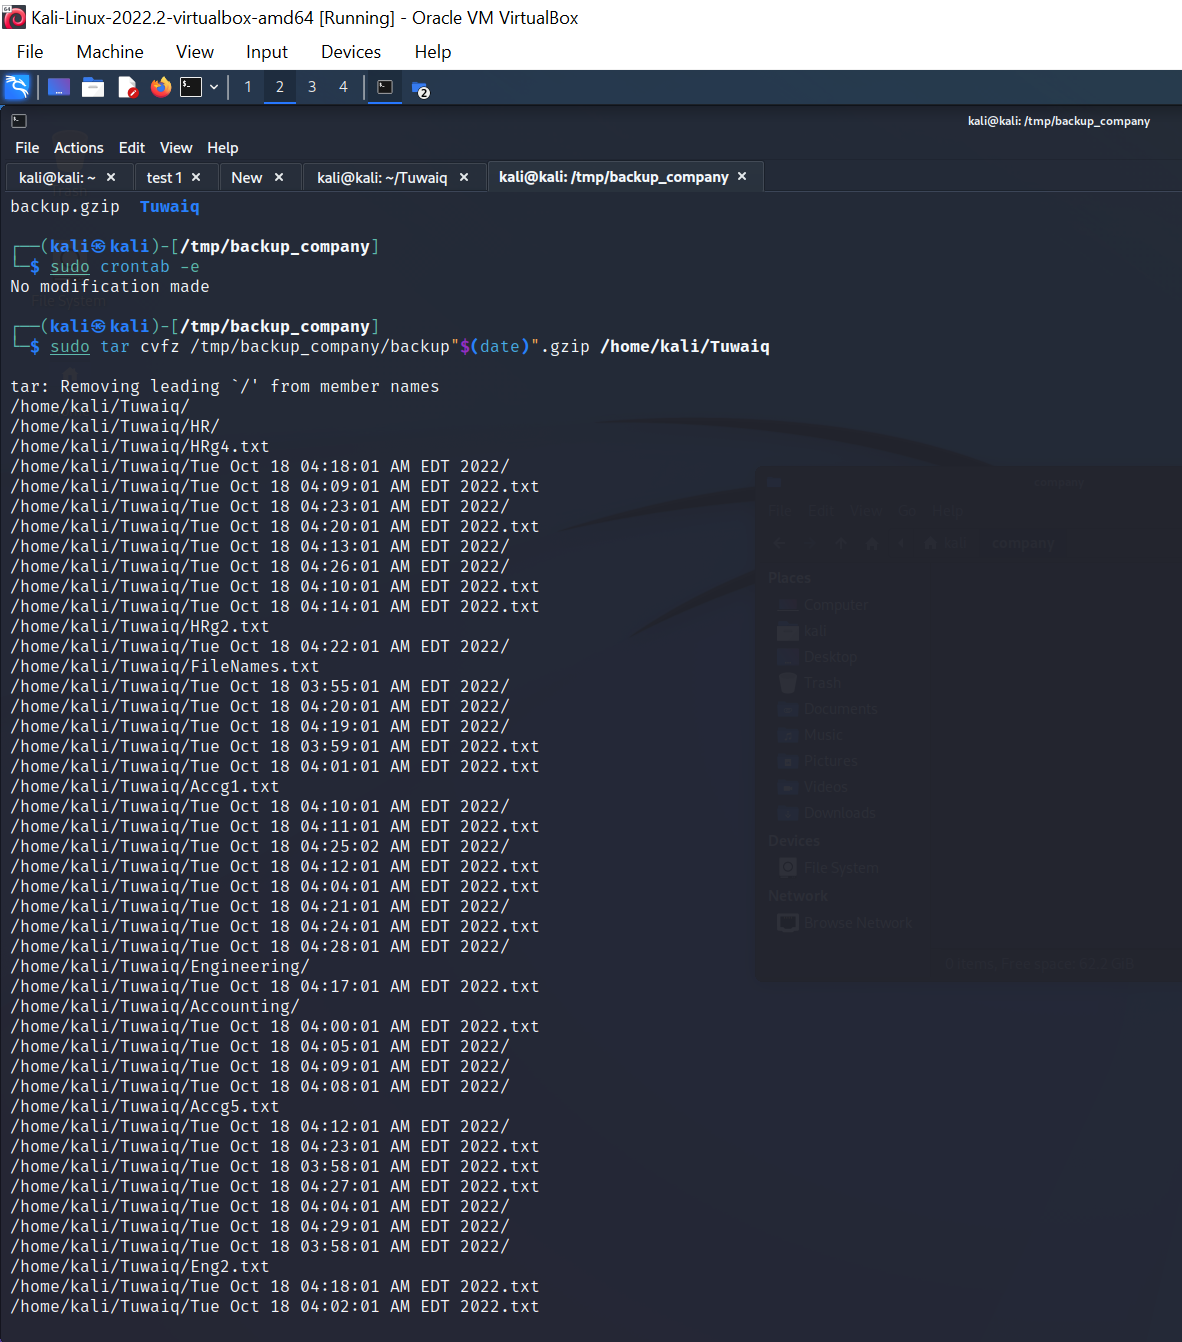 Kali-Linux-2022.2-virtualbox-amd64 [Running] - Oracle VM VirtualBox
File Machine View Input Devices Help
1 2 3 4 2
kali@kali: /tmp/backup_company
File Actions Edit View Help
kali@kali: ~ × test 1 × New × kali@kali: ~/Tuwaiq × kali@kali: /tmp/backup_company ×
backup.gzip Tuwaiq
┌──(kali㉿kali)-[/tmp/backup_company]
└─$ sudo crontab -e
No modification made
┌──(kali㉿kali)-[/tmp/backup_company]
└─$ sudo tar cvfz /tmp/backup_company/backup"$(date)".gzip /home/kali/Tuwaiq
tar: Removing leading `/' from member names
/home/kali/Tuwaiq/
/home/kali/Tuwaiq/HR/
/home/kali/Tuwaiq/HRg4.txt
/home/kali/Tuwaiq/Tue Oct 18 04:18:01 AM EDT 2022/
/home/kali/Tuwaiq/Tue Oct 18 04:09:01 AM EDT 2022.txt
/home/kali/Tuwaiq/Tue Oct 18 04:23:01 AM EDT 2022/
/home/kali/Tuwaiq/Tue Oct 18 04:20:01 AM EDT 2022.txt
/home/kali/Tuwaiq/Tue Oct 18 04:13:01 AM EDT 2022/
/home/kali/Tuwaiq/Tue Oct 18 04:26:01 AM EDT 2022/
/home/kali/Tuwaiq/Tue Oct 18 04:10:01 AM EDT 2022.txt
/home/kali/Tuwaiq/Tue Oct 18 04:14:01 AM EDT 2022.txt
/home/kali/Tuwaiq/HRg2.txt
/home/kali/Tuwaiq/Tue Oct 18 04:22:01 AM EDT 2022/
/home/kali/Tuwaiq/FileNames.txt
/home/kali/Tuwaiq/Tue Oct 18 03:55:01 AM EDT 2022/
/home/kali/Tuwaiq/Tue Oct 18 04:20:01 AM EDT 2022/
/home/kali/Tuwaiq/Tue Oct 18 04:19:01 AM EDT 2022/
/home/kali/Tuwaiq/Tue Oct 18 03:59:01 AM EDT 2022.txt
/home/kali/Tuwaiq/Tue Oct 18 04:01:01 AM EDT 2022.txt
/home/kali/Tuwaiq/Accg1.txt
/home/kali/Tuwaiq/Tue Oct 18 04:10:01 AM EDT 2022/
/home/kali/Tuwaiq/Tue Oct 18 04:11:01 AM EDT 2022.txt
/home/kali/Tuwaiq/Tue Oct 18 04:25:02 AM EDT 2022/
/home/kali/Tuwaiq/Tue Oct 18 04:12:01 AM EDT 2022.txt
/home/kali/Tuwaiq/Tue Oct 18 04:04:01 AM EDT 2022.txt
/home/kali/Tuwaiq/Tue Oct 18 04:21:01 AM EDT 2022/
/home/kali/Tuwaiq/Tue Oct 18 04:24:01 AM EDT 2022.txt
/home/kali/Tuwaiq/Tue Oct 18 04:28:01 AM EDT 2022/
/home/kali/Tuwaiq/Engineering/
/home/kali/Tuwaiq/Tue Oct 18 04:17:01 AM EDT 2022.txt
/home/kali/Tuwaiq/Accounting/
/home/kali/Tuwaiq/Tue Oct 18 04:00:01 AM EDT 2022.txt
/home/kali/Tuwaiq/Tue Oct 18 04:05:01 AM EDT 2022/
/home/kali/Tuwaiq/Tue Oct 18 04:09:01 AM EDT 2022/
/home/kali/Tuwaiq/Tue Oct 18 04:08:01 AM EDT 2022/
/home/kali/Tuwaiq/Accg5.txt
/home/kali/Tuwaiq/Tue Oct 18 04:12:01 AM EDT 2022/
/home/kali/Tuwaiq/Tue Oct 18 04:23:01 AM EDT 2022.txt
/home/kali/Tuwaiq/Tue Oct 18 03:58:01 AM EDT 2022.txt
/home/kali/Tuwaiq/Tue Oct 18 04:27:01 AM EDT 2022.txt
/home/kali/Tuwaiq/Tue Oct 18 04:04:01 AM EDT 2022/
/home/kali/Tuwaiq/Tue Oct 18 04:29:01 AM EDT 2022/
/home/kali/Tuwaiq/Tue Oct 18 03:58:01 AM EDT 2022/
/home/kali/Tuwaiq/Eng2.txt
/home/kali/Tuwaiq/Tue Oct 18 04:18:01 AM EDT 2022.txt
/home/kali/Tuwaiq/Tue Oct 18 04:02:01 AM EDT 2022.txt
company
File Edit View Go Help
kali company
Places
Computer
kali
Desktop
Trash
Documents
Music
Pictures
Videos
Downloads
Devices
File System
Network
Browse Network